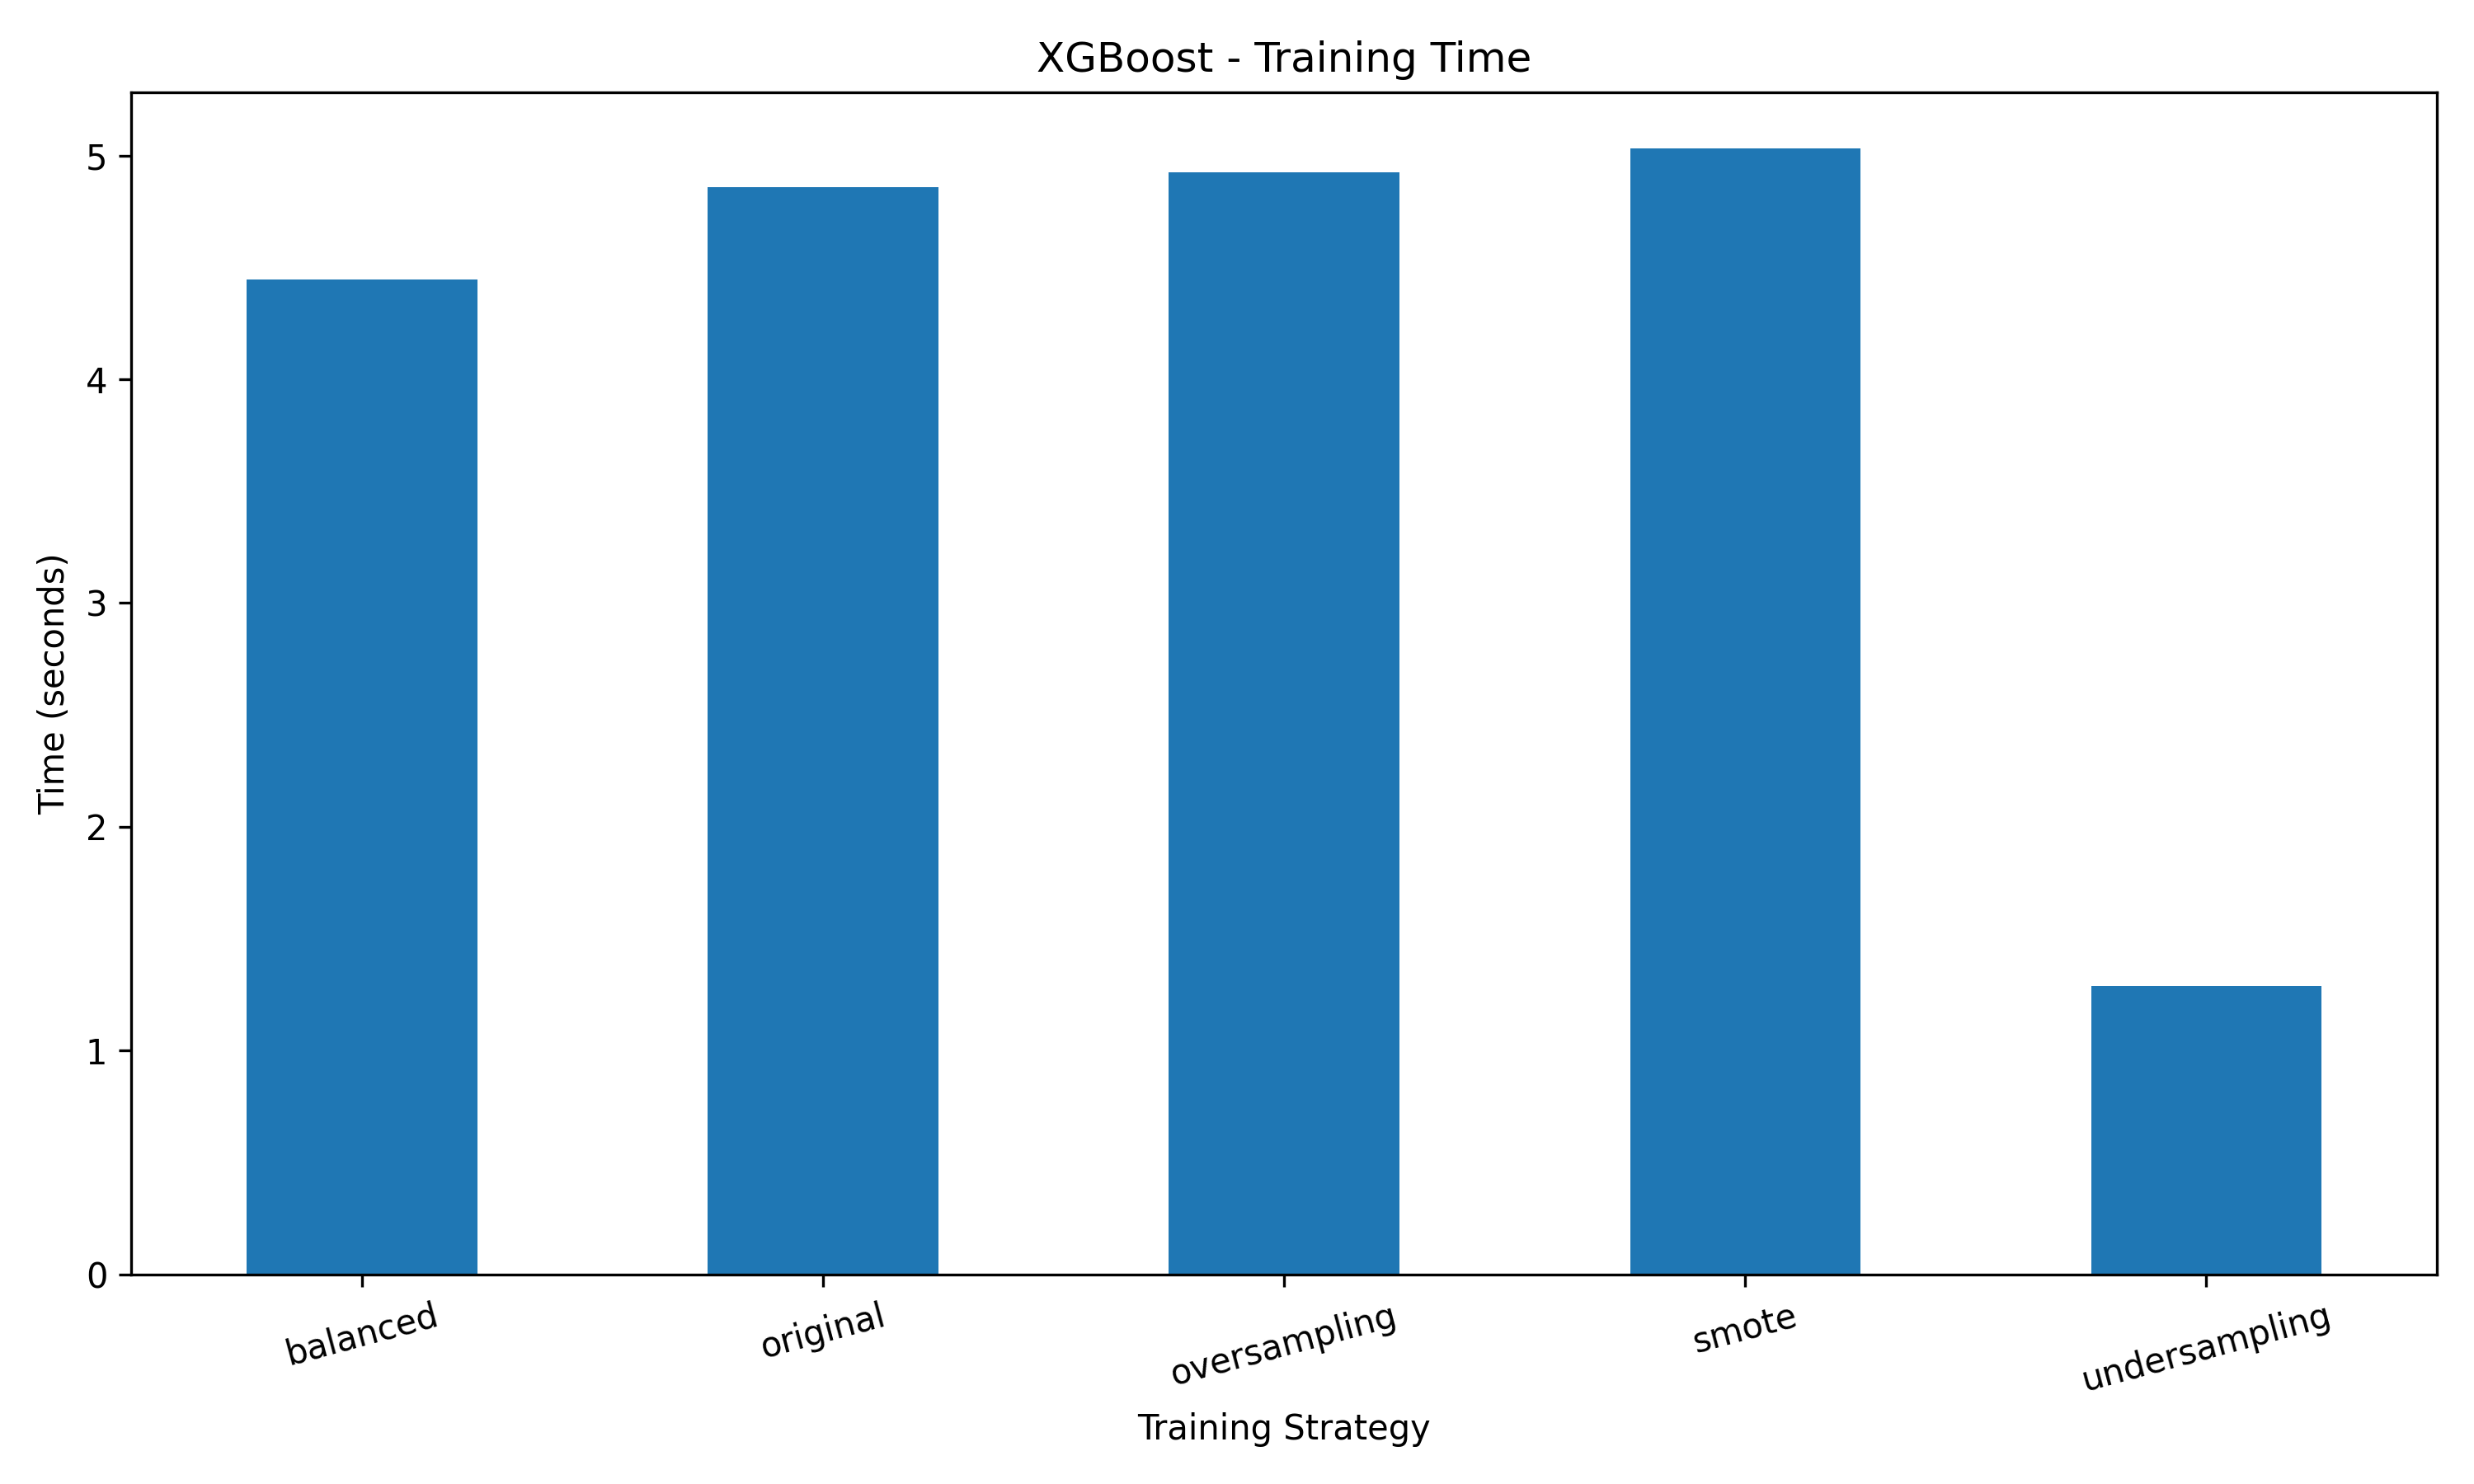 XGBoost - Training Time
Time (seconds)
5
4
3
2
1
0
balanced
original
oversampling
smote
undersampling
Training Strategy